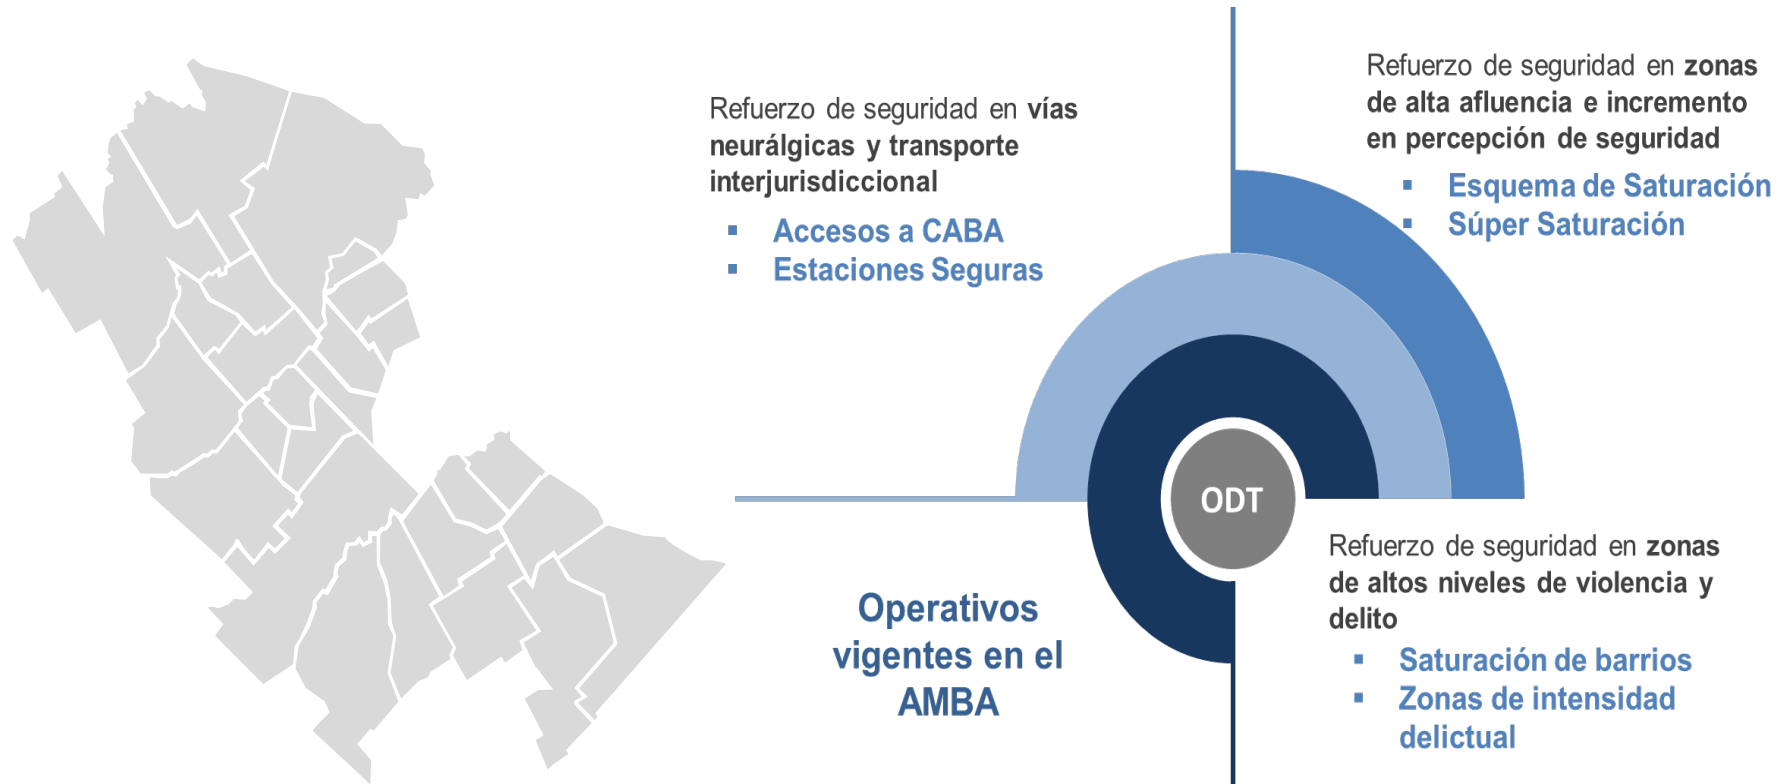 Refuerzo de seguridad en vías
neurálgicas y transporte
interjurisdiccional
▪ Accesos a CABA
▪ Estaciones Seguras
Refuerzo de seguridad en zonas
de alta afluencia e incremento
en percepción de seguridad
▪ Esquema de Saturación
▪ Súper Saturación
ODT
Operativos
vigentes en el
AMBA
Refuerzo de seguridad en zonas
de altos niveles de violencia y
delito
▪ Saturación de barrios
▪ Zonas de intensidad
delictual